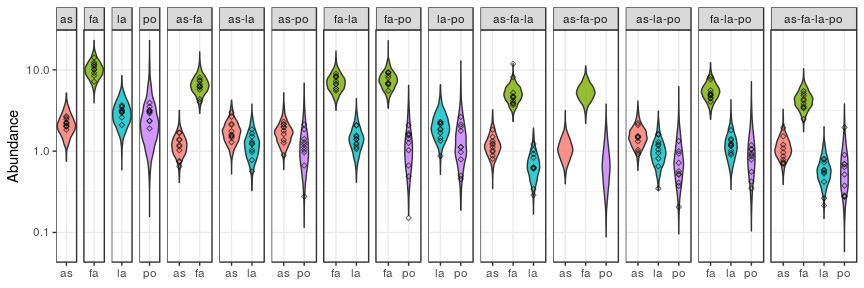 as fa la po as-fa as-la as-po fa-la fa-po la-po as-fa-la as-fa-po as-la-po fa-la-po as-fa-la-po
10.0
1.0
0.1
Abundance
as fa la po as fa as la as po fa la fa po la po as fa la as fa po as la po fa la po as fa la po